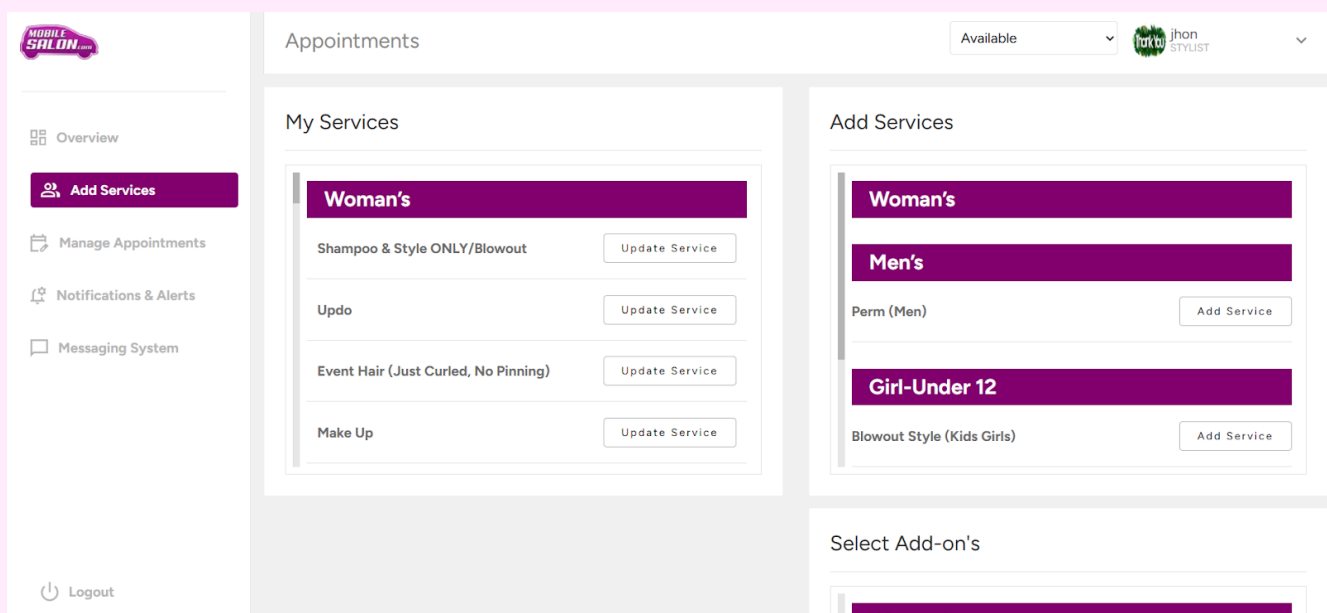 MOBILE
SALON.com
Overview
Add Services
Manage Appointments
Notifications & Alerts
Messaging System
Logout
Appointments
Available
jhon
STYLIST
My Services
Woman’s
Shampoo & Style ONLY/Blowout
Update Service
Updo
Update Service
Event Hair (Just Curled, No Pinning)
Update Service
Make Up
Update Service
Add Services
Woman’s
Men’s
Perm (Men)
Add Service
Girl-Under 12
Blowout Style (Kids Girls)
Add Service
Select Add-on's